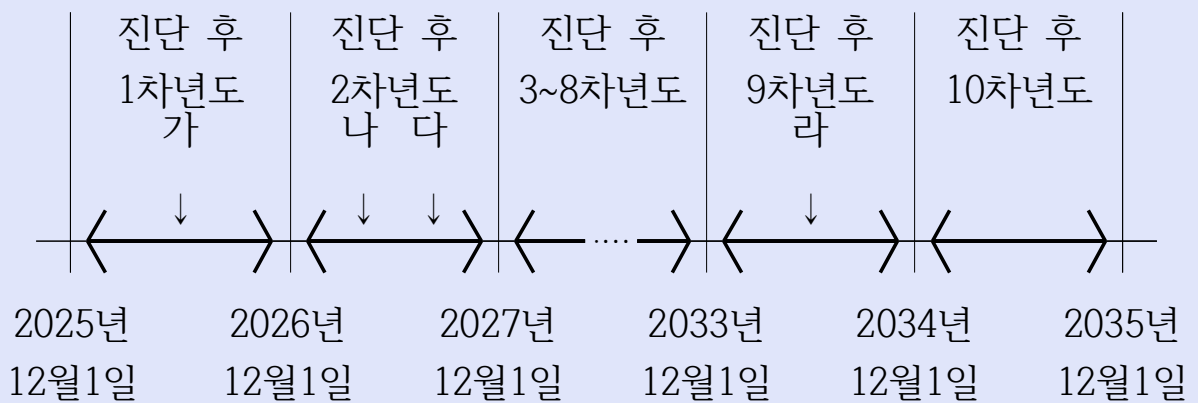 진단 후 진단 후 진단 후 진단 후 진단 후
1차년도 2차년도 3~8차년도 9차년도 10차년도
가 나 다 라
↓ ↓ ↓ ↓
....
2025년 2026년 2027년 2033년 2034년 2035년
12월1일 12월1일 12월1일 12월1일 12월1일 12월1일